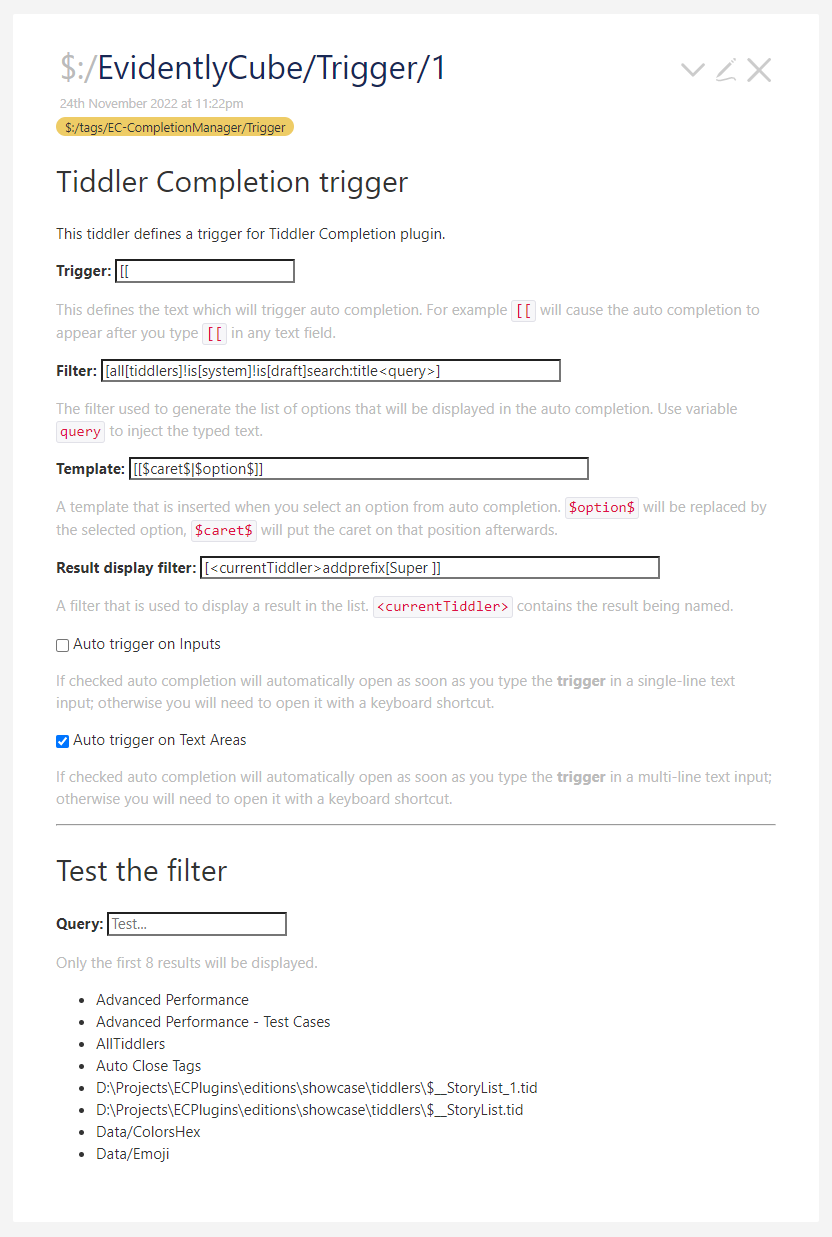 $:/EvidentlyCube/Trigger/1
24th November 2022 at 11:22pm
$:/tags/EC-CompletionManager/Trigger
Tiddler Completion trigger
This tiddler defines a trigger for Tiddler Completion plugin.
Trigger: [[
This defines the text which will trigger auto completion. For example [[ will cause the auto completion to
appear after you type [[ in any text field.
Filter: [all[tiddlers]!is[system]!is[draft]search:title<query>]
The filter used to generate the list of options that will be displayed in the auto completion. Use variable
query to inject the typed text.
Template: [[$caret$|$option$]]
A template that is inserted when you select an option from auto completion. $option$ will be replaced by
the selected option, $caret$ will put the caret on that position afterwards.
Result display filter: [<currentTiddler>addprefix[Super ]]
A filter that is used to display a result in the list. <currentTiddler> contains the result being named.
Auto trigger on Inputs
If checked auto completion will automatically open as soon as you type the trigger in a single-line text
input; otherwise you will need to open it with a keyboard shortcut.
Auto trigger on Text Areas
If checked auto completion will automatically open as soon as you type the trigger in a multi-line text input;
otherwise you will need to open it with a keyboard shortcut.
Test the filter
Query: Test...
Only the first 8 results will be displayed.
• Advanced Performance
• Advanced Performance - Test Cases
• AllTiddlers
• Auto Close Tags
• D:\Projects\ECPlugins\editions\showcase\tiddlers\$__StoryList_1.tid
• D:\Projects\ECPlugins\editions\showcase\tiddlers\$__StoryList.tid
• Data/ColorsHex
• Data/Emoji